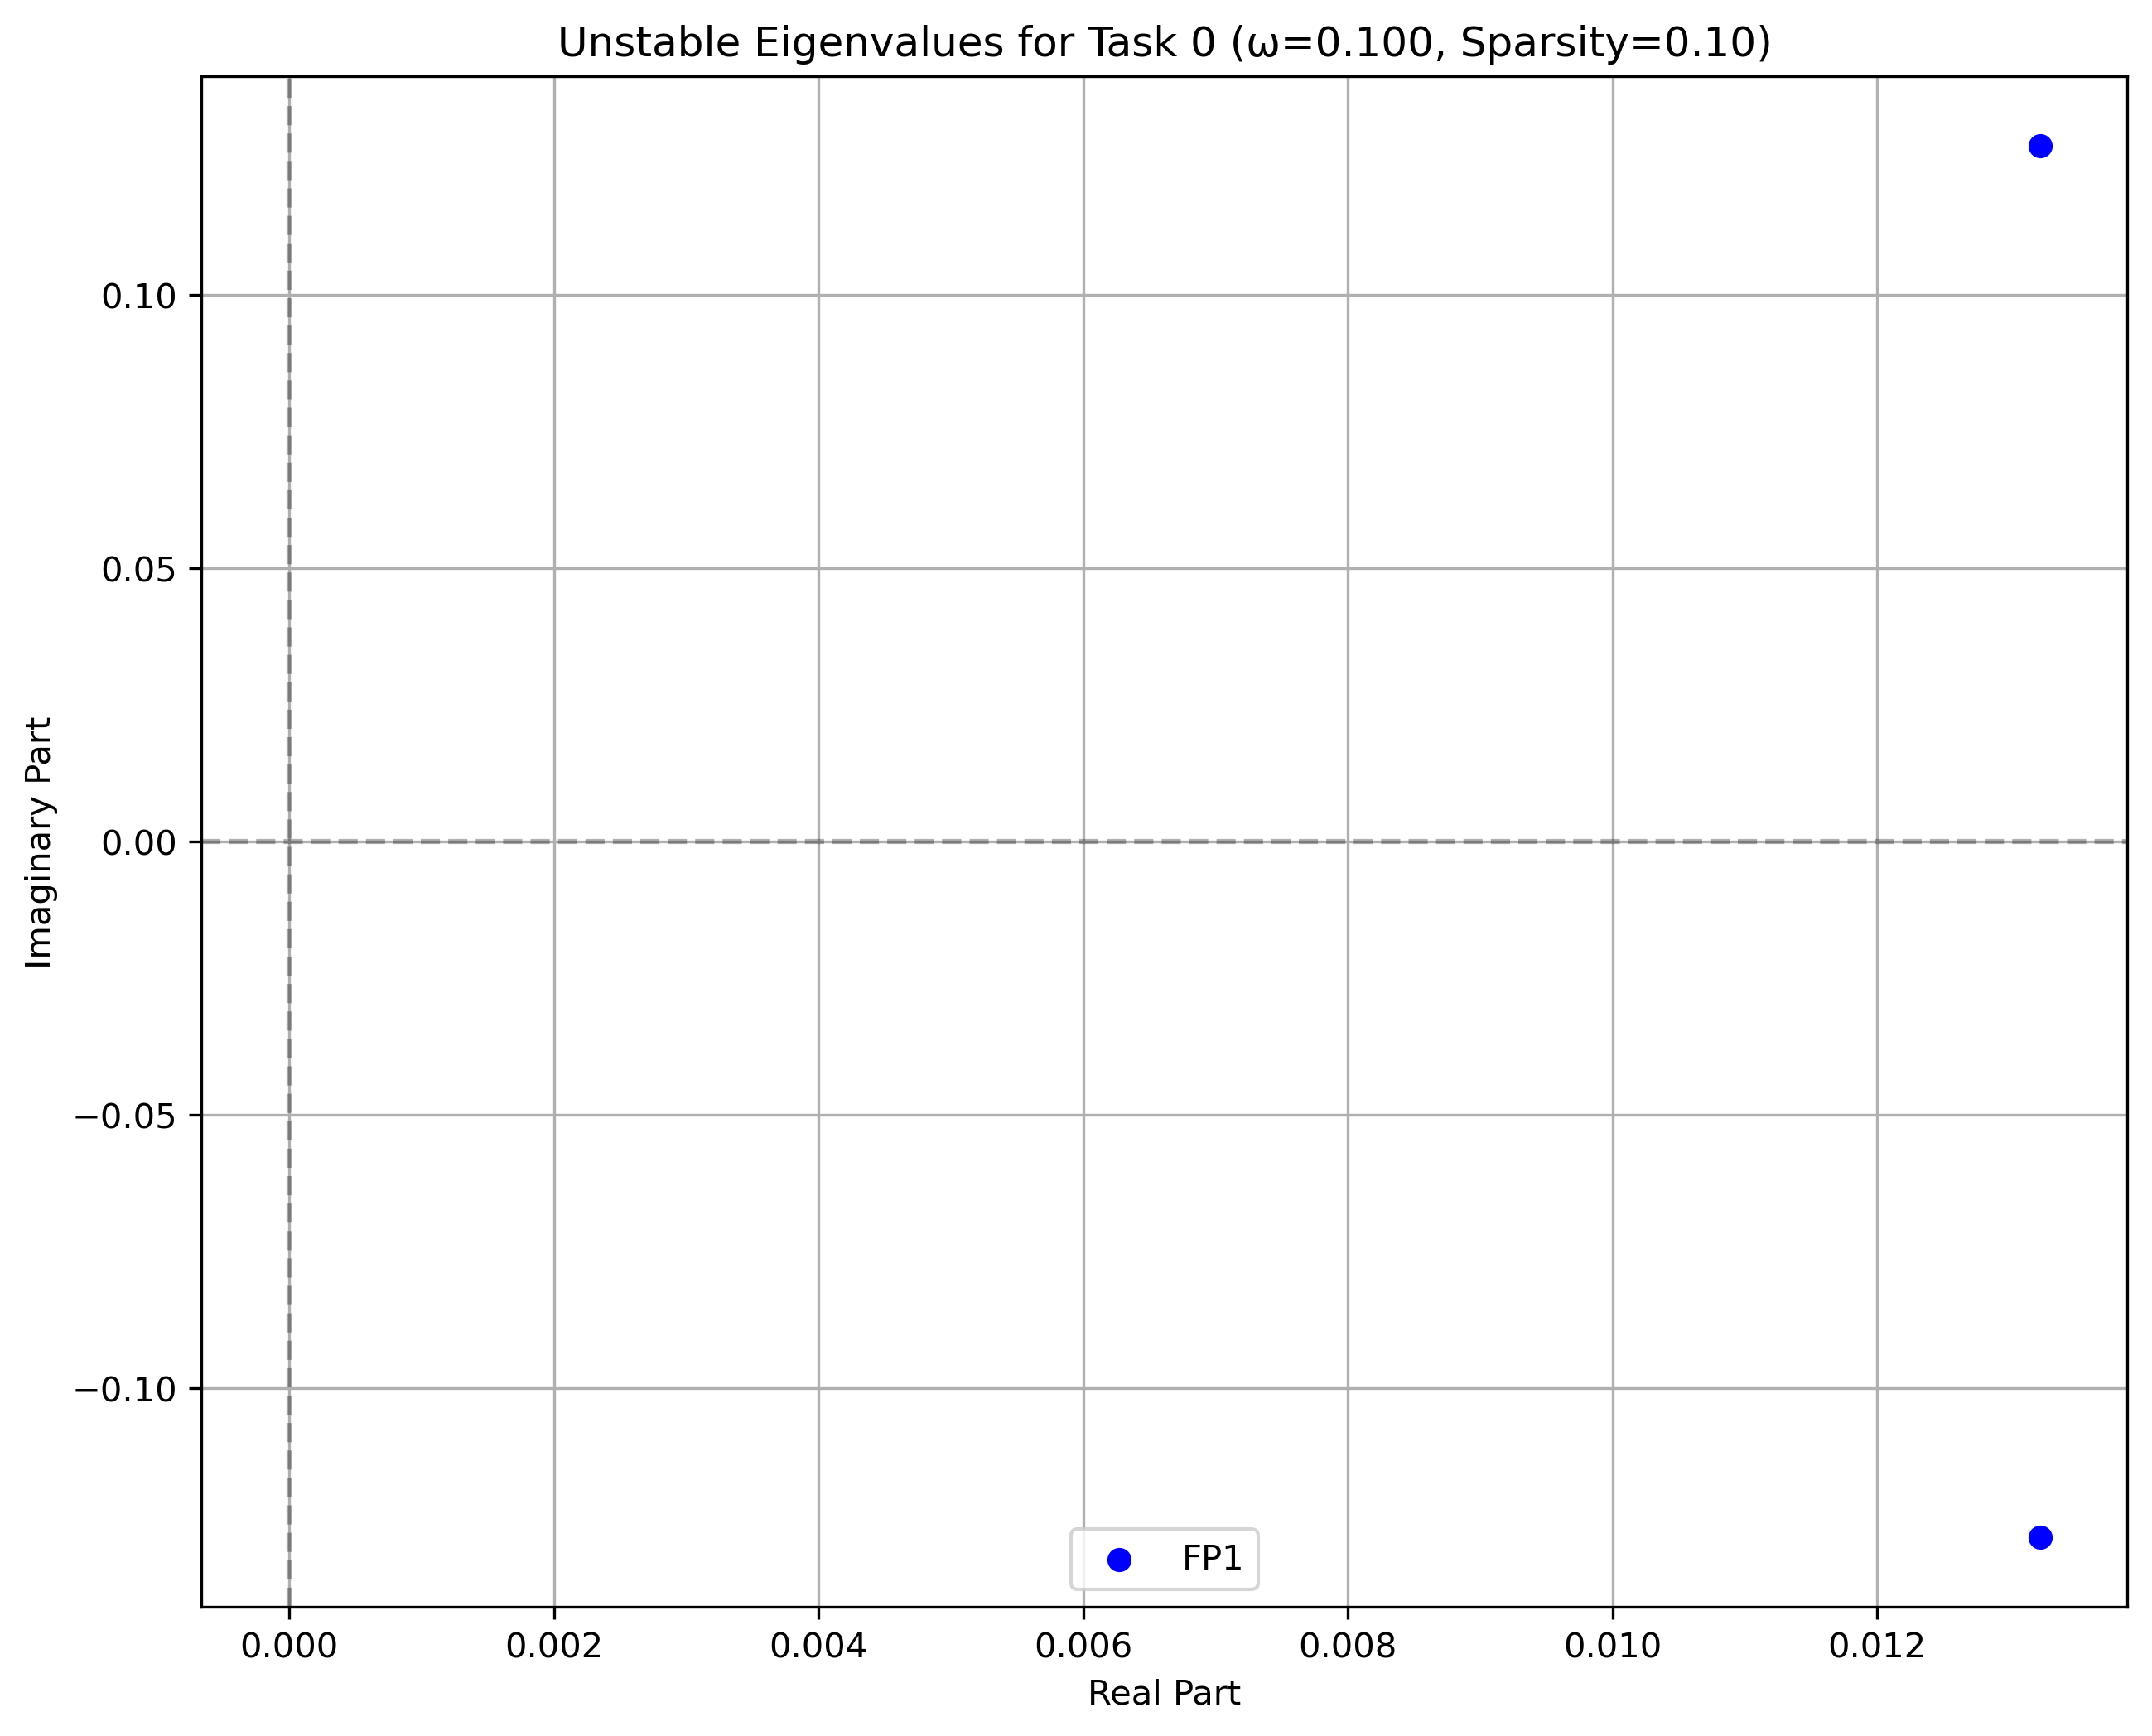 Unstable Eigenvalues for Task 0 (ω=0.100, Sparsity=0.10)
Imaginary Part
0.10
0.05
0.00
−0.05
−0.10
FP1
0.000 0.002 0.004 0.006 0.008 0.010 0.012
Real Part